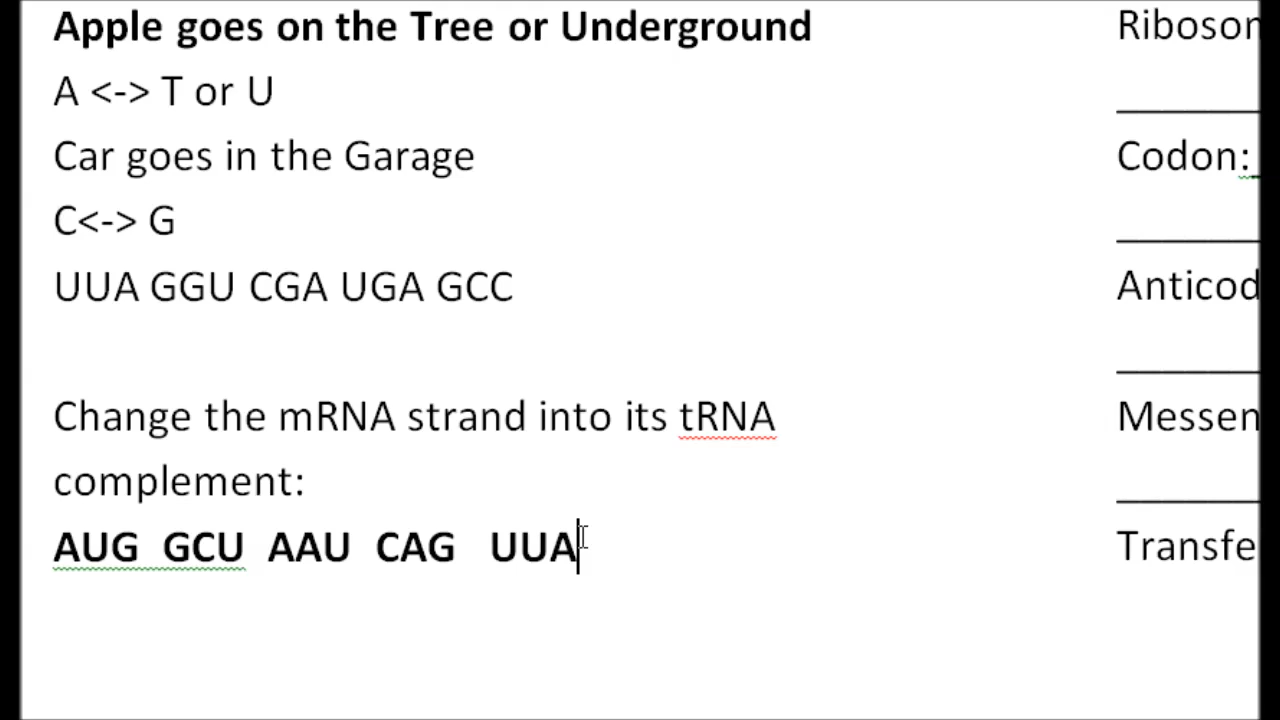 Apple goes on the Tree or Underground
A <-> T or U
Car goes in the Garage
C<-> G
UUA GGU CGA UGA GCC
Change the mRNA strand into its tRNA
complement:
AUG GCU AAU CAG UUA
Codon: